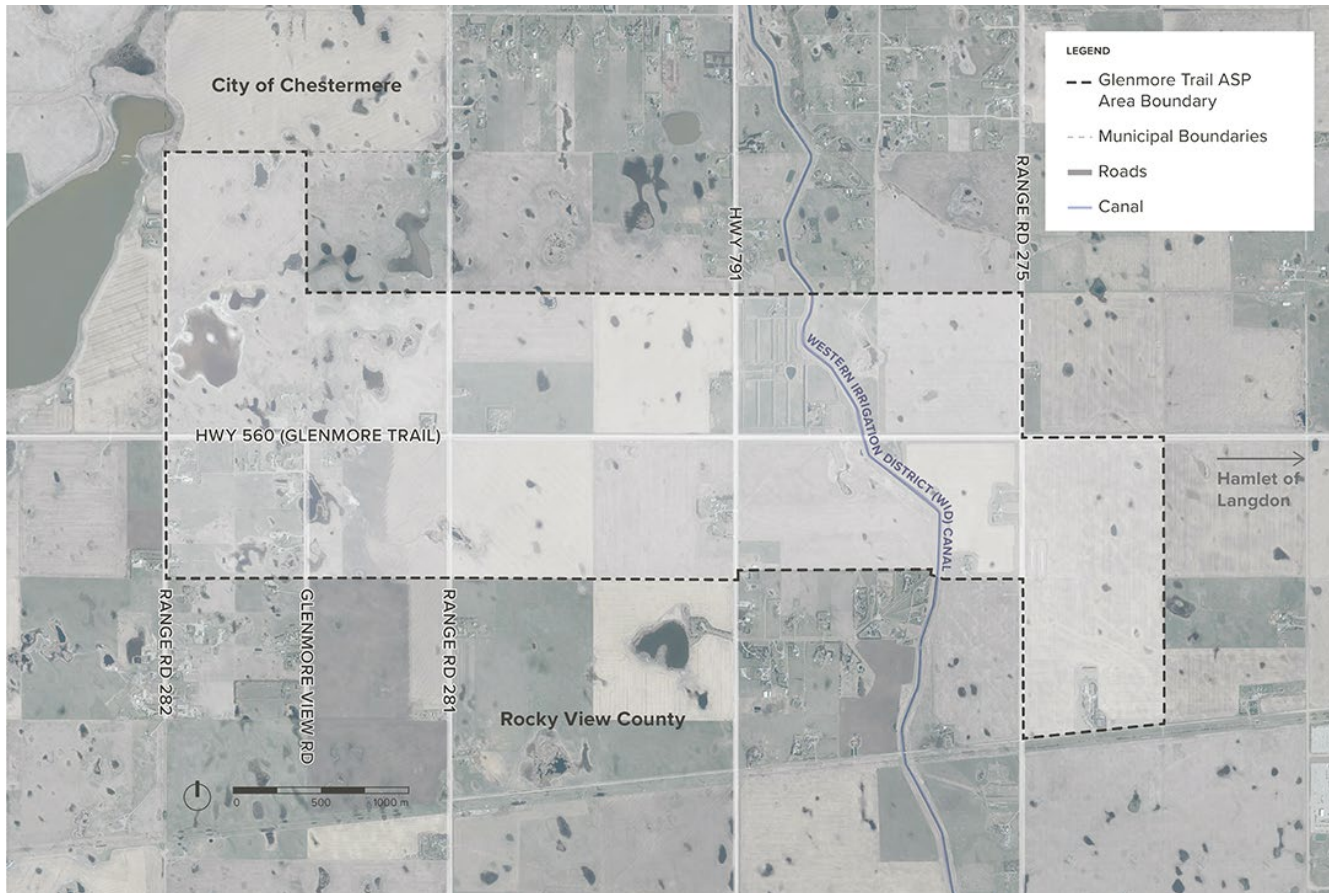 City of Chestermere
LEGEND
Glenmore Trail ASP
Area Boundary
Municipal Boundaries
Roads
Canal
HWY 791
RANGE RD 275
WESTERN IRRIGATION DISTRICT (WID) CANAL
HWY 560 (GLENMORE TRAIL)
Hamlet of
Langdon
RANGE RD 282
GLENMORE VIEW RD
RANGE RD 281
Rocky View County
0 500 1000 m